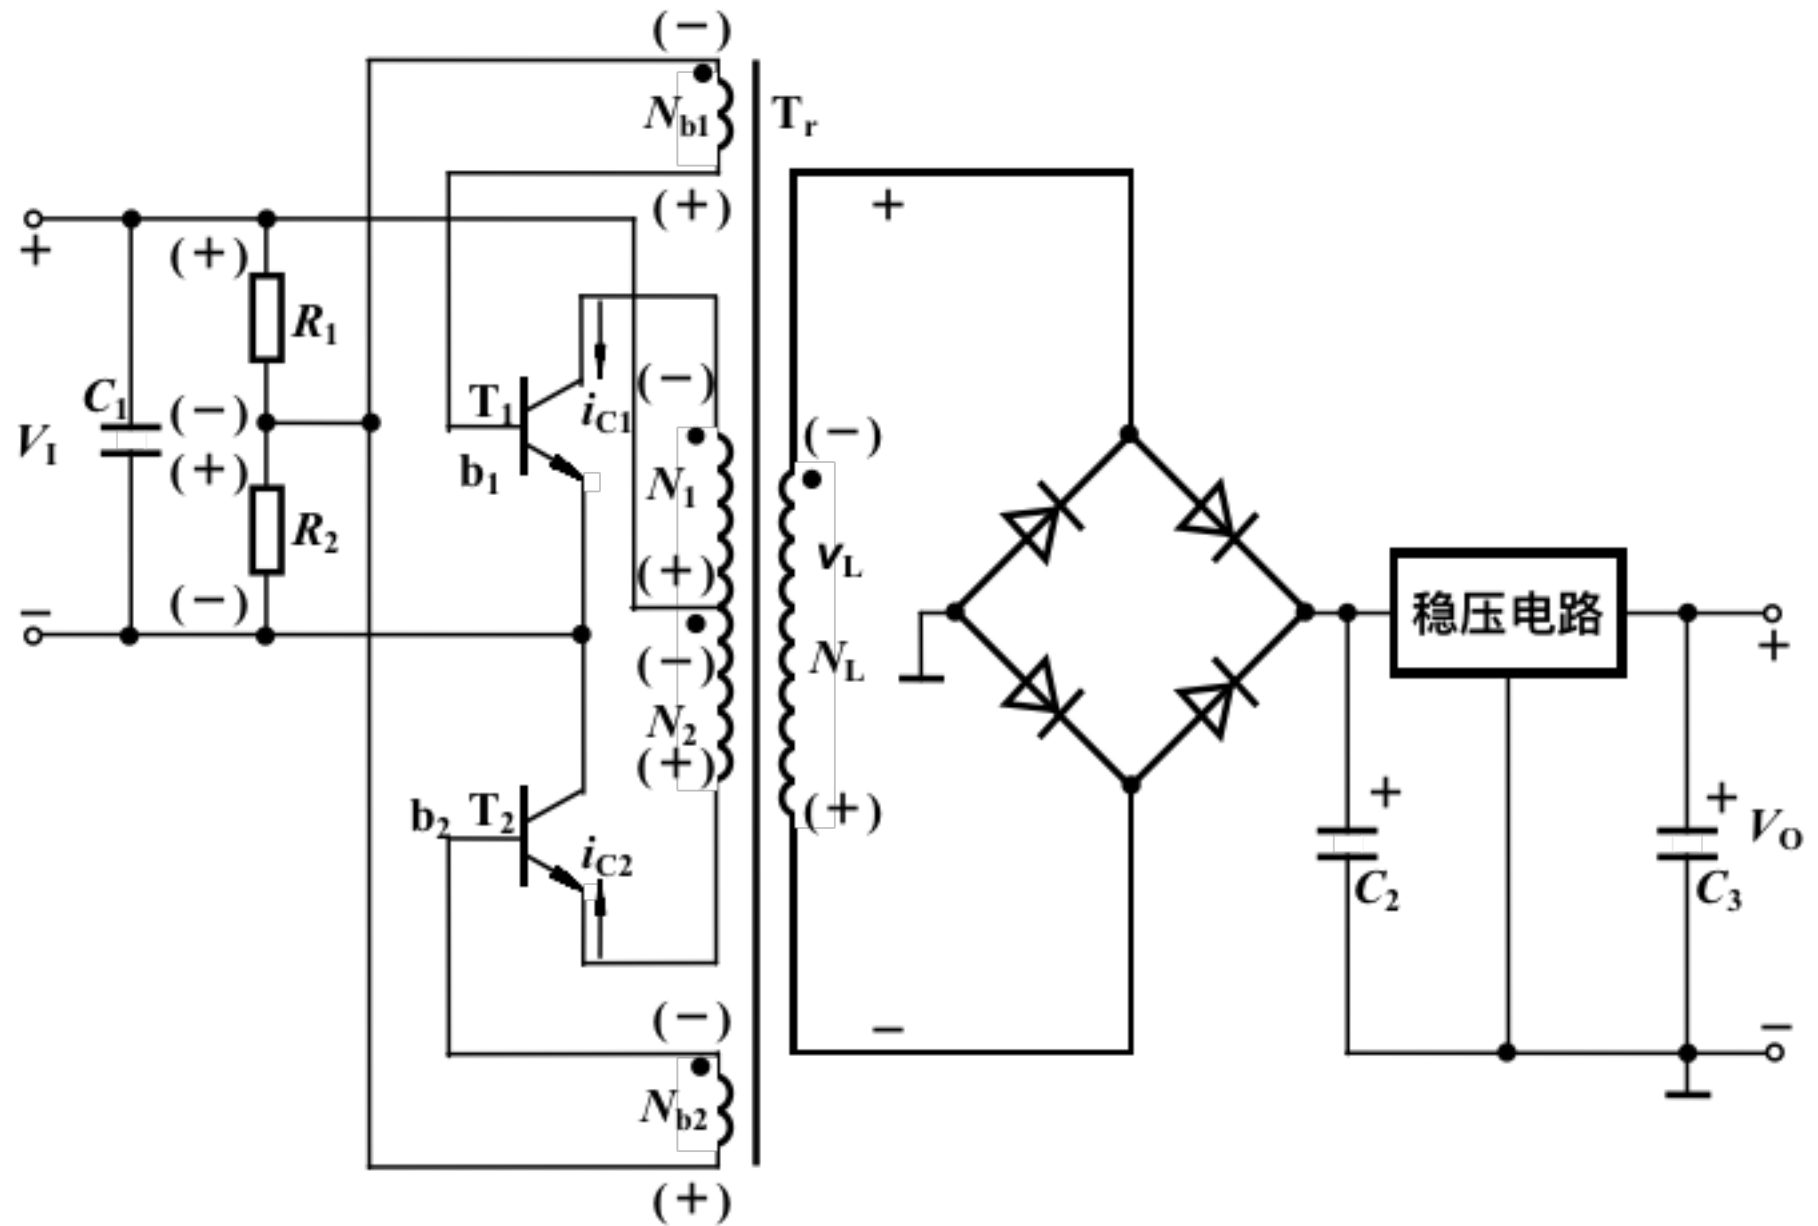 (−)
N_b1
T_r
(+)
+
+
(+)
R_1
C_1
V_I
(−)
(+)
R_2
(−)
−
T_1
b_1
i_C1
(−)
N_1
(+)
(−)
N_2
(+)
(−)
v_L
N_L
(+)
−
b_2
T_2
i_C2
(−)
N_b2
(+)
稳压电路
+
+
C_2
+
V_O
C_3
−